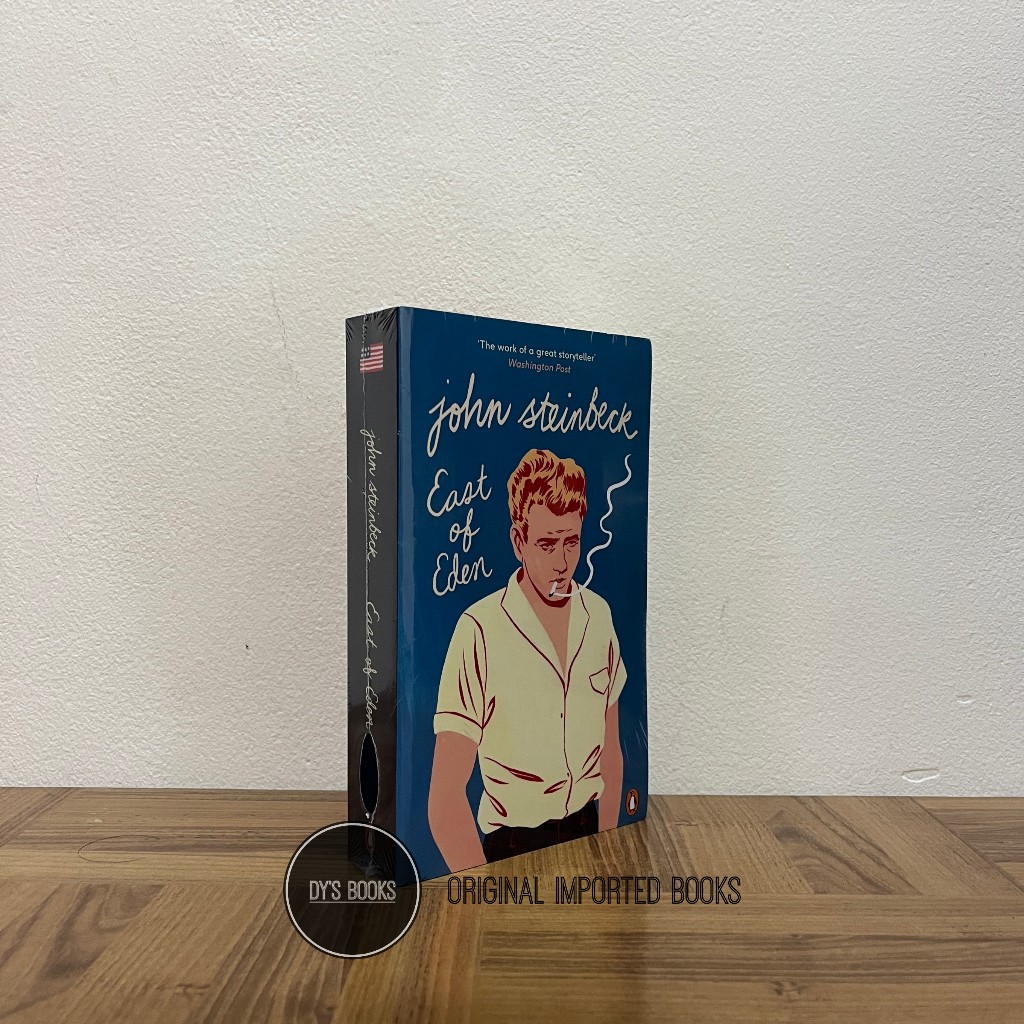 'The work of a great storyteller'
Washington Post
john steinbeck
East
of
Eden
john steinbeck East of Eden
DY'S BOOKS
ORIGINAL IMPORTED BOOKS